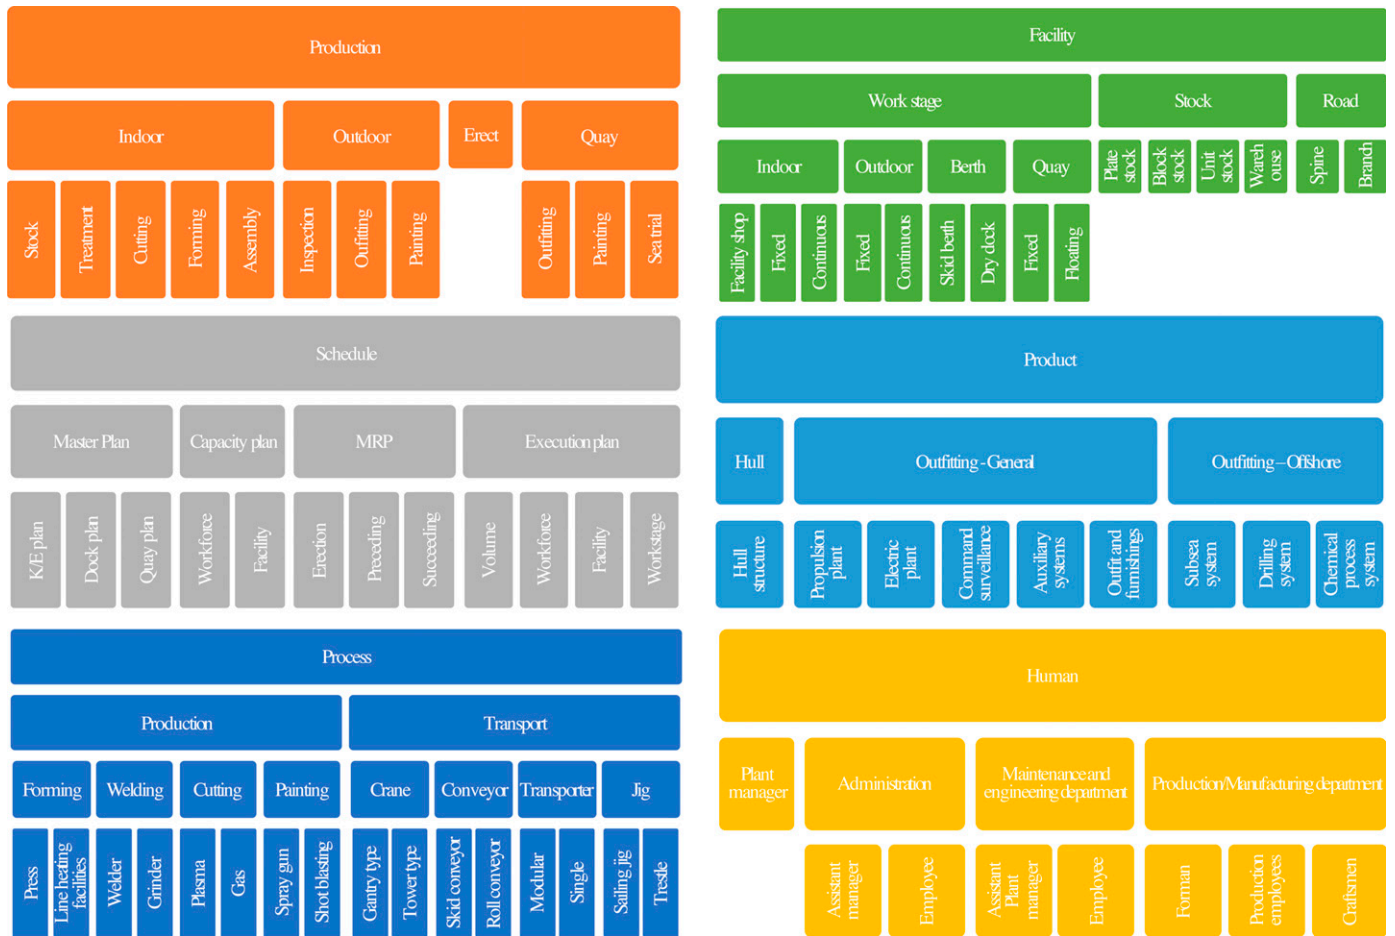 Production
Indoor
Outdoor
Erect
Quay
Stock
Treatment
Cutting
Forming
Assembly
Inspection
Oufitting
Painting
Outfitting
Painting
Sea trial
Facility
Work stage
Stock
Road
Indoor
Outdoor
Berth
Quay
Plate
stock
Block
stock
Unit
stock
Wareh
ouse
Spine
Branch
Facility shop
Fixed
Continuous
Fixed
Continuous
Skid berth
Dry dock
Fixed
Floating
Schedule
Master Plan
Capacity plan
MRP
Execution plan
K/E plan
Dock plan
Quay plan
Workforce
Facility
Erection
Preceding
Succeeding
Volume
Workforce
Facility
Workstage
Product
Hull
Outfitting - General
Outfitting – Offshore
Hull
structure
Propulsion
plant
Electric
plant
Command
surveillance
Auxiliary
systems
Outfit and
furnishings
Subsea
system
Drilling
system
Chemical
process
system
Process
Production
Transport
Forming
Welding
Cutting
Painting
Crane
Conveyor
Transporter
Jig
Press
Line heating
facilities
Welder
Grinder
Plasma
Gas
Spray gun
Shot blasting
Gantry type
Tower type
Skid conveyor
Roll conveyor
Modular
Single
Sailing jig
Trestle
Human
Plant
manager
Administration
Maintenance and
engineering department
Production/Manufacturing department
Assistant
manager
Employee
Assistant
Plant
manager
Employee
Forman
Production
employees
Craftsmen